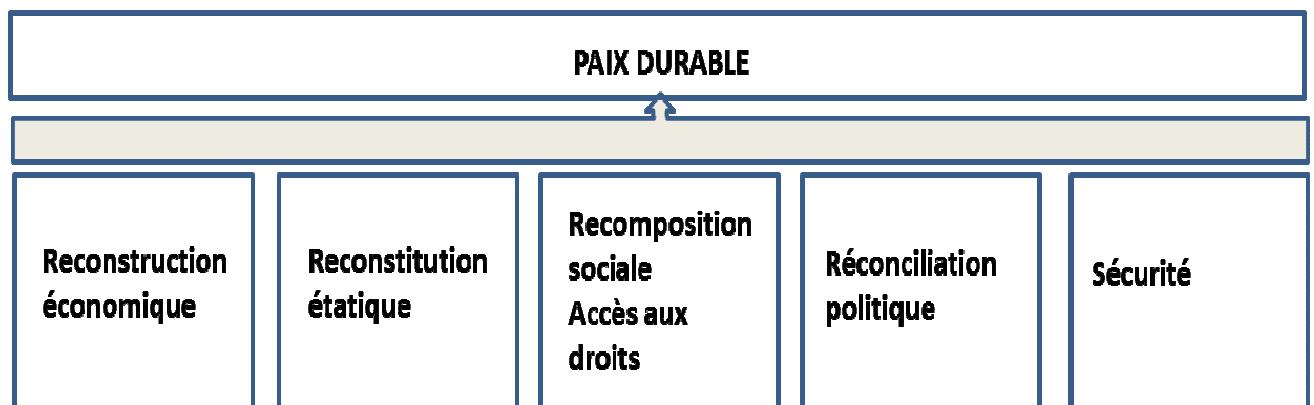 PAIX DURABLE
Reconstruction
économique
Reconstitution
étatique
Recomposition
sociale
Accès aux
droits
Réconciliation
politique
Sécurité